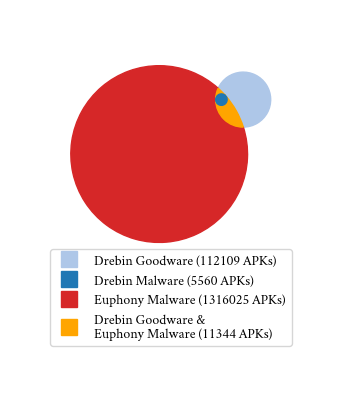 Drebin Goodware (112109 APKs)
Drebin Malware (5560 APKs)
Euphony Malware (1316025 APKs)
Drebin Goodware &
Euphony Malware (11344 APKs)